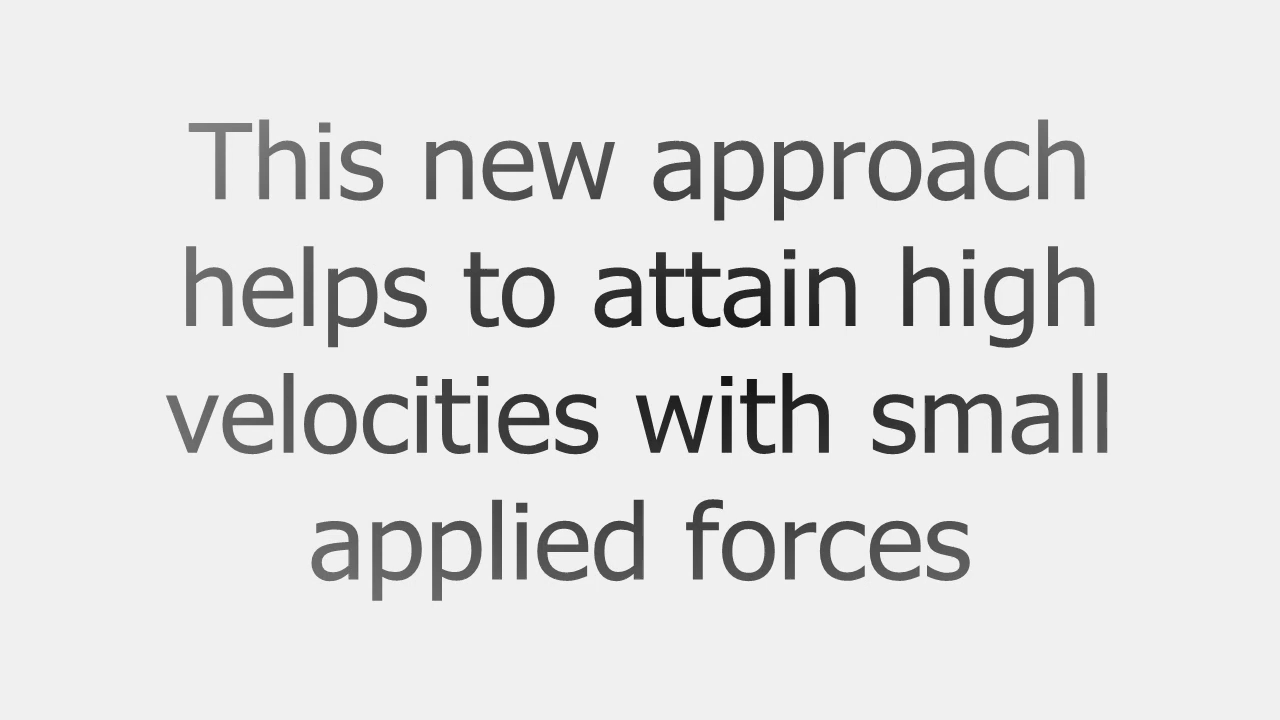 This new approach
helps to attain high
velocities with small
applied forces